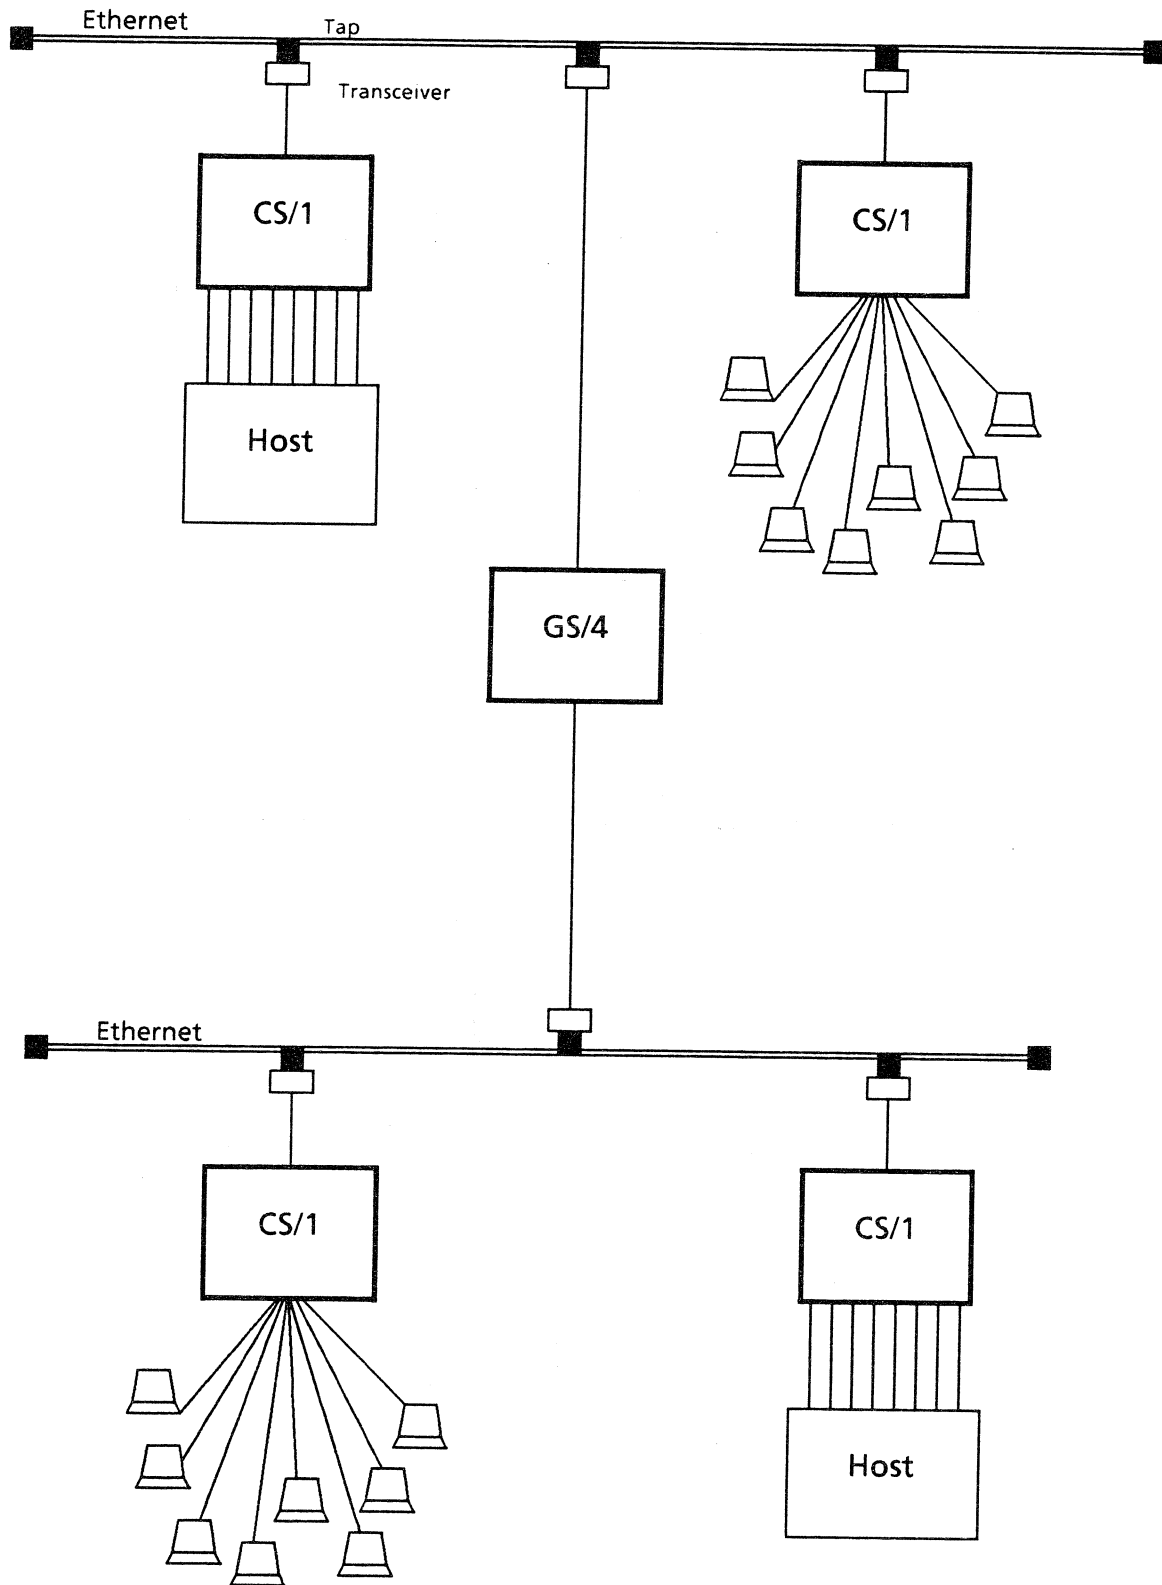 Ethernet
Tap
Transceiver
CS/1
CS/1
Host
GS/4
Ethernet
CS/1
CS/1
Host